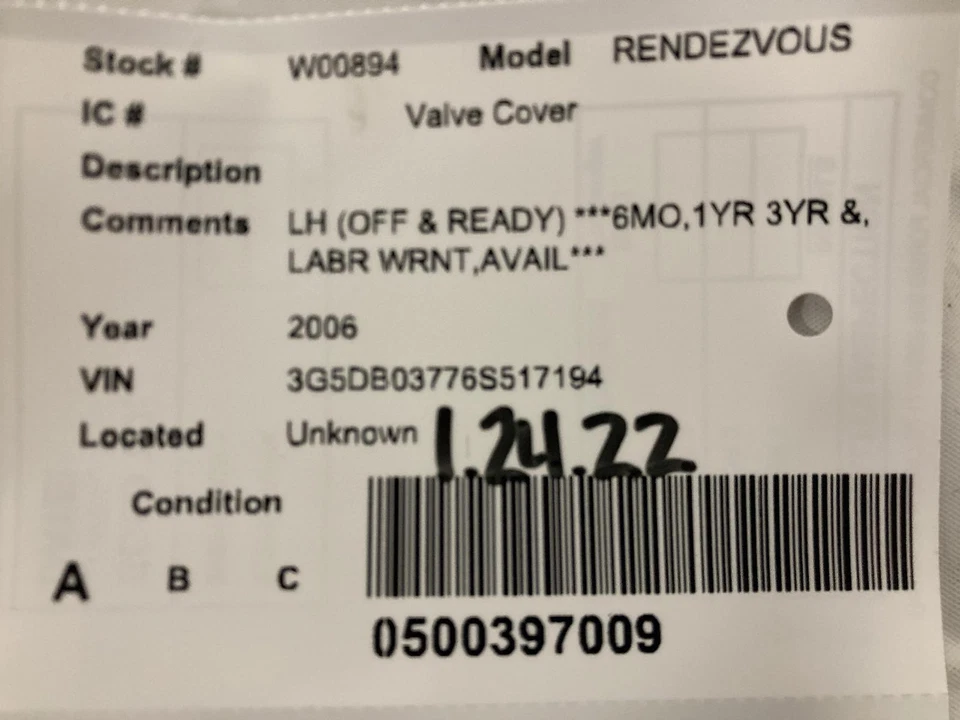 Stock # W00894 Model RENDEZVOUS
IC # Valve Cover
Description
Comments LH (OFF & READY) ***6MO,1YR 3YR &,
LABR WRNT,AVAIL***
Year 2006
VIN 3G5DB03776S517194
Located Unknown 1.24.22
Condition
A B C
0500397009